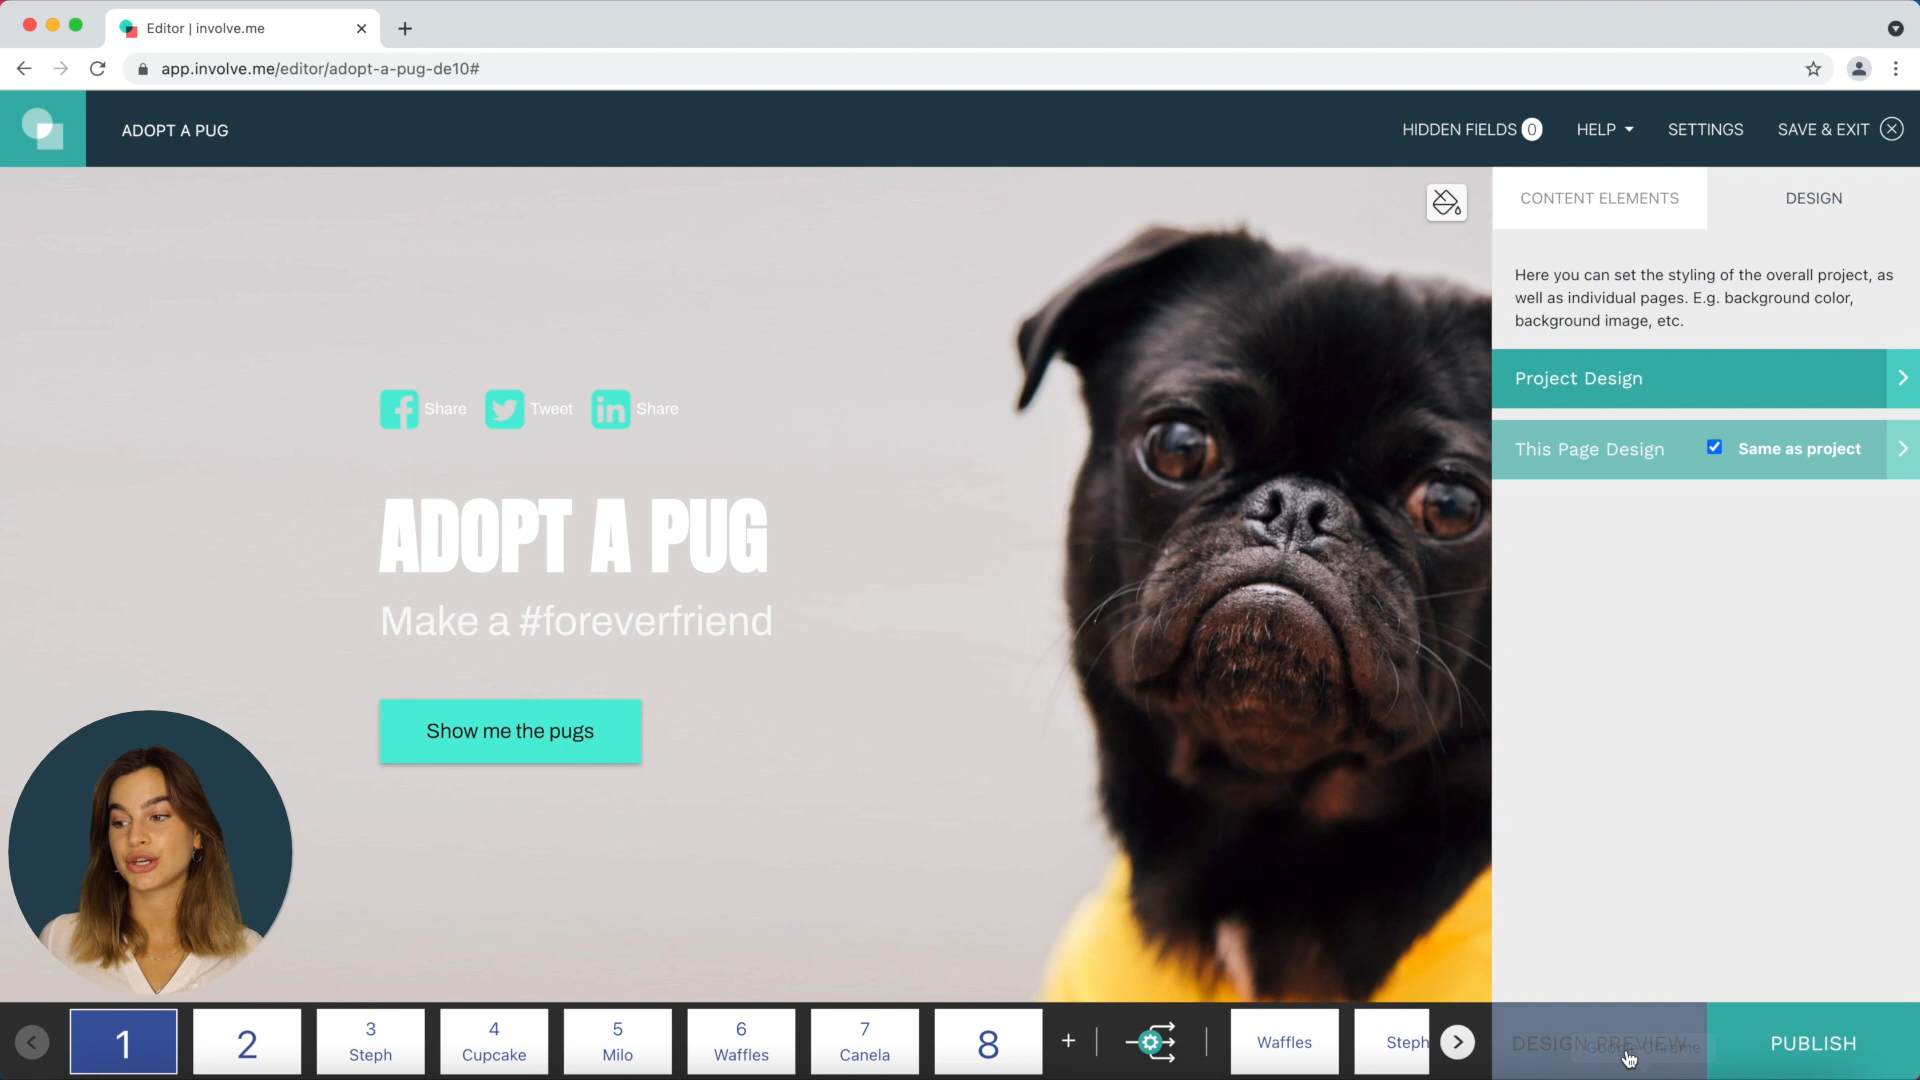 Editor | involve.me
app.involve.me/editor/adopt-a-pug-de10#
ADOPT A PUG
HIDDEN FIELDS 0
HELP
SETTINGS
SAVE & EXIT
CONTENT ELEMENTS
DESIGN
Here you can set the styling of the overall project, as
well as individual pages. E.g. background color,
background image, etc.
Project Design
This Page Design
Same as project
Share
Tweet
Share
ADOPT A PUG
Make a #foreverfriend
Show me the pugs
1
2
3
Steph
4
Cupcake
5
Milo
6
Waffles
7
Canela
8
+
Waffles
Steph
DESIGN PREVIEW
Google Chrome
PUBLISH